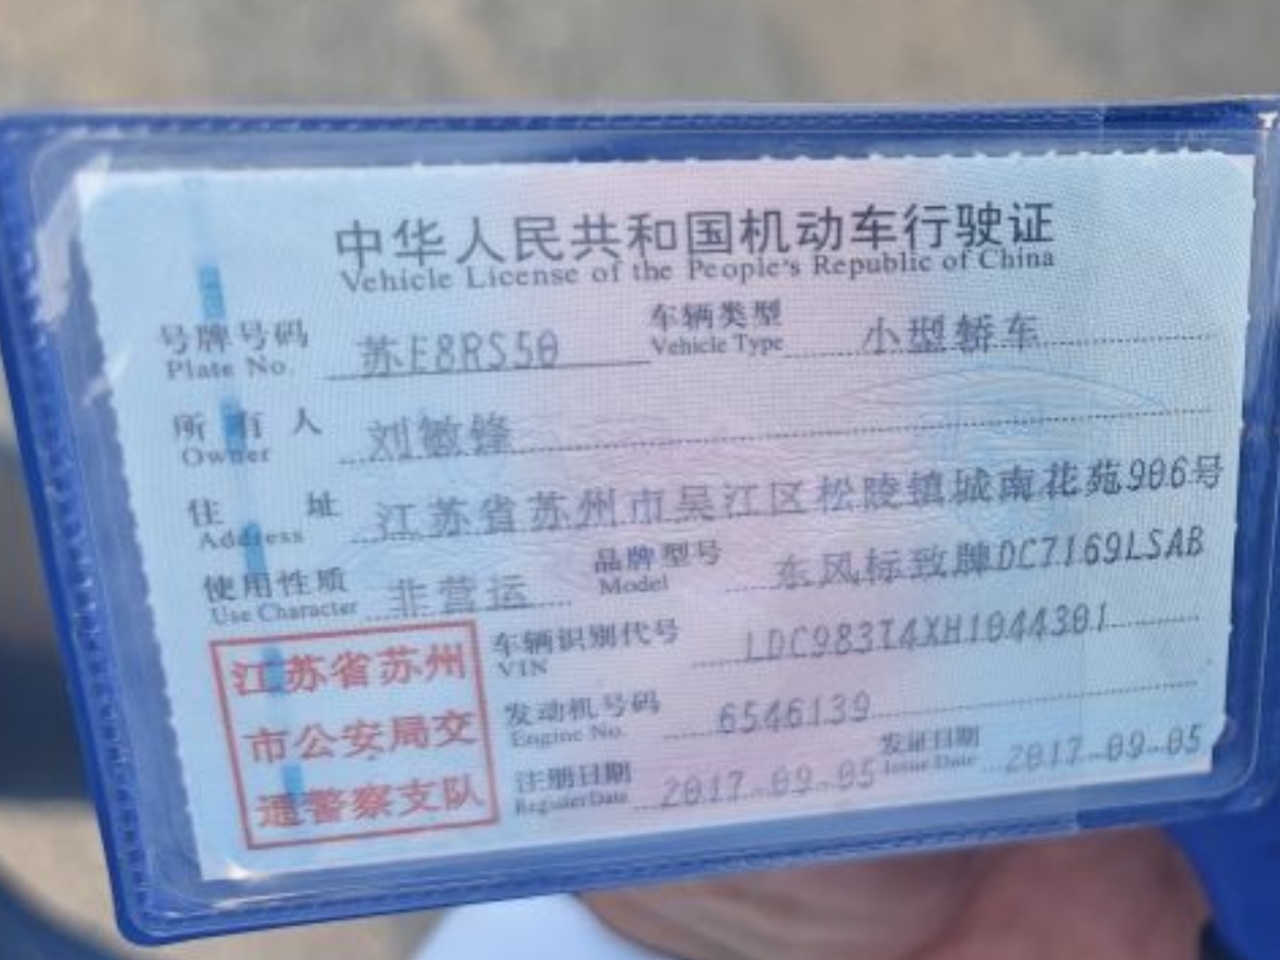 中华人民共和国机动车行驶证
Vehicle License of the People's Republic of China
号牌号码 苏E8RS50 车辆类型 小型轿车
Plate No. Vehicle Type
所有人 刘敏锋
Owner
住址 江苏省苏州市吴江区松陵镇城南花苑906号
Address
使用性质 非营运 品牌型号 东风标致牌DC7169LSAB
Use Character Model
车辆识别代号 LDC983T4XH1044301
VIN
发动机号码 6546139
Engine No.
注册日期 2017-09-05 发证日期 2017-09-05
Register Date Issue Date
江苏省苏州
市公安局交
通警察支队